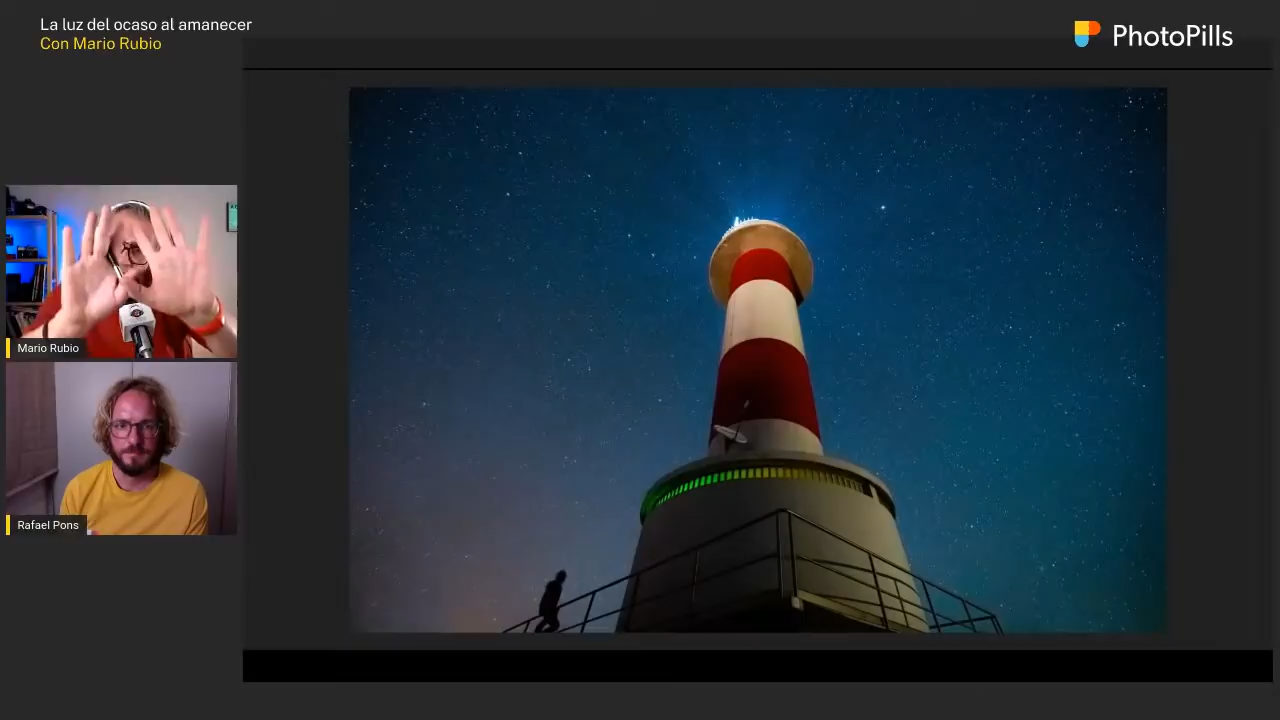 La luz del ocaso al amanecer
Con Mario Rubio
PhotoPills
Mario Rubio
Rafael Pons